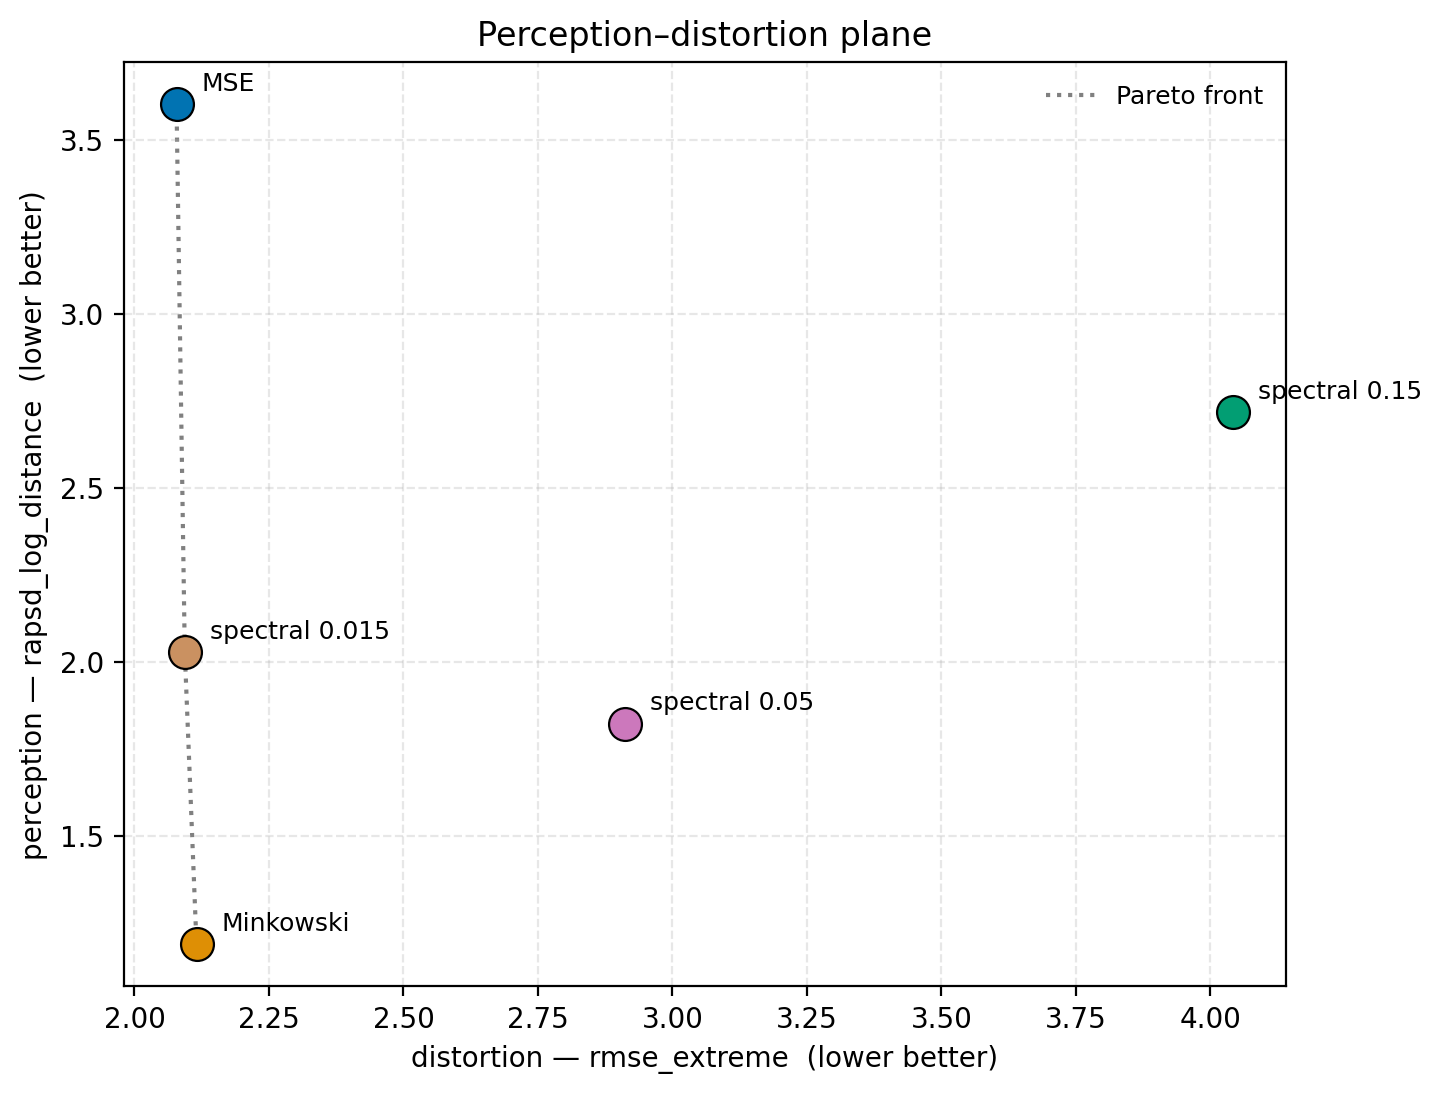 Perception–distortion plane
MSE
Pareto front
spectral 0.15
spectral 0.015
spectral 0.05
Minkowski
3.5
3.0
2.5
2.0
1.5
perception — rapsd_log_distance  (lower better)
2.00 2.25 2.50 2.75 3.00 3.25 3.50 3.75 4.00
distortion — rmse_extreme  (lower better)